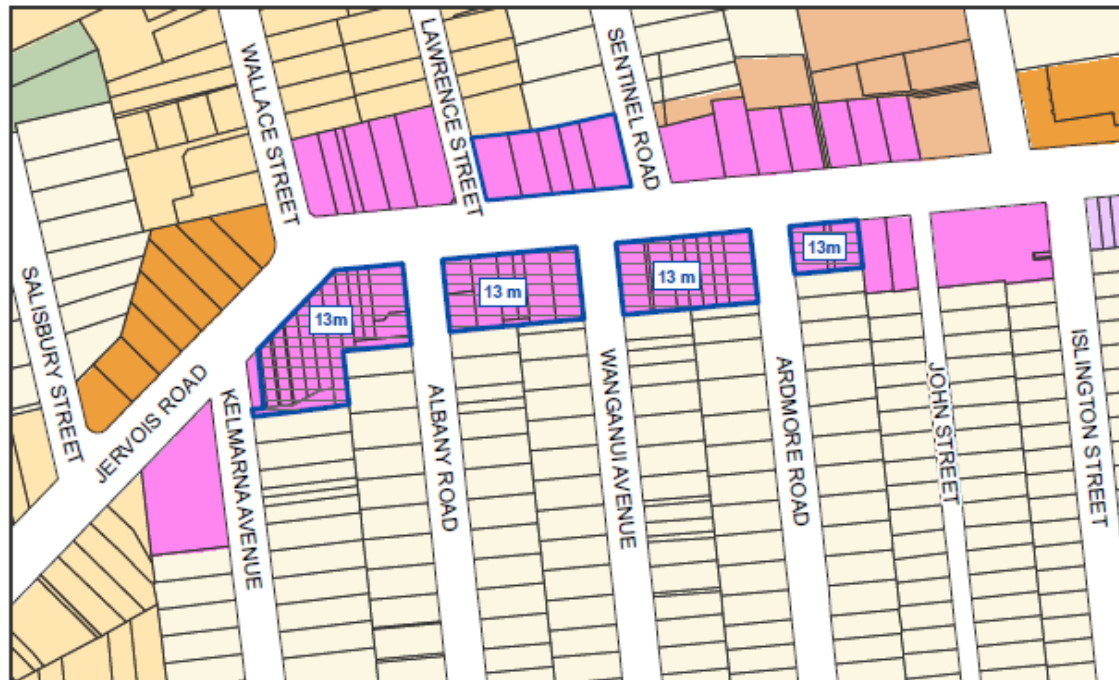 WALLACE STREET
LAWRENCE STREET
SENTINEL ROAD
SALISBURY STREET
JERVOIS ROAD
KELMARNA AVENUE
ALBANY ROAD
WANGANUI AVENUE
ARDMORE ROAD
JOHN STREET
ISLINGTON STREET
13m
13 m
13 m
13m